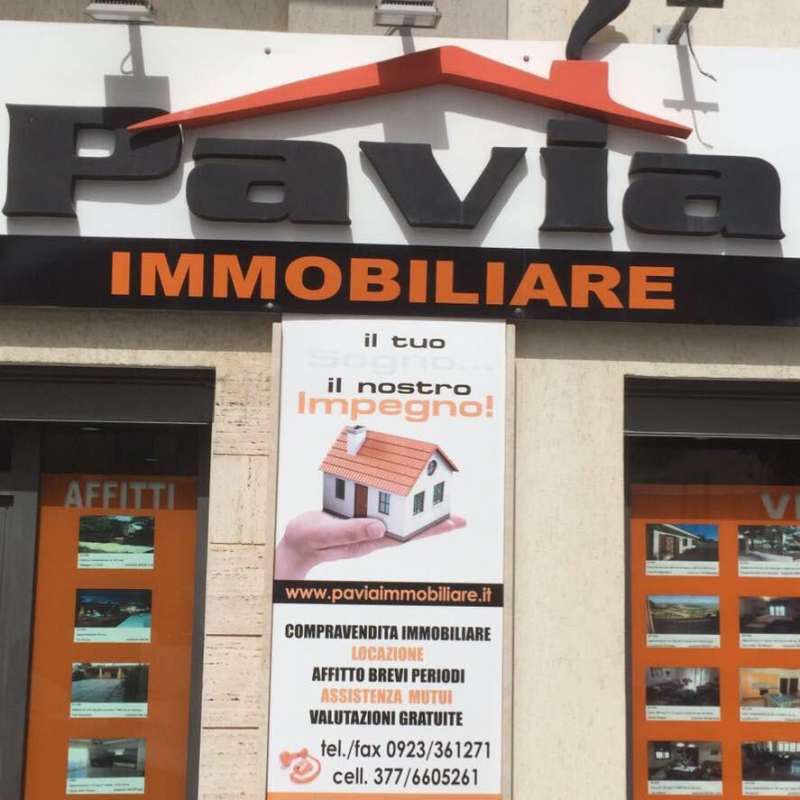 Pavia
IMMOBILIARE
il tuo
Sogno...
il nostro
Impegno!
www.paviaimmobiliare.it
COMPRAVENDITA IMMOBILIARE
LOCAZIONE
AFFITTO BREVI PERIODI
ASSISTENZA MUTUI
VALUTAZIONI GRATUITE
tel./fax 0923/361271
cell. 377/6605261
AFFITTI